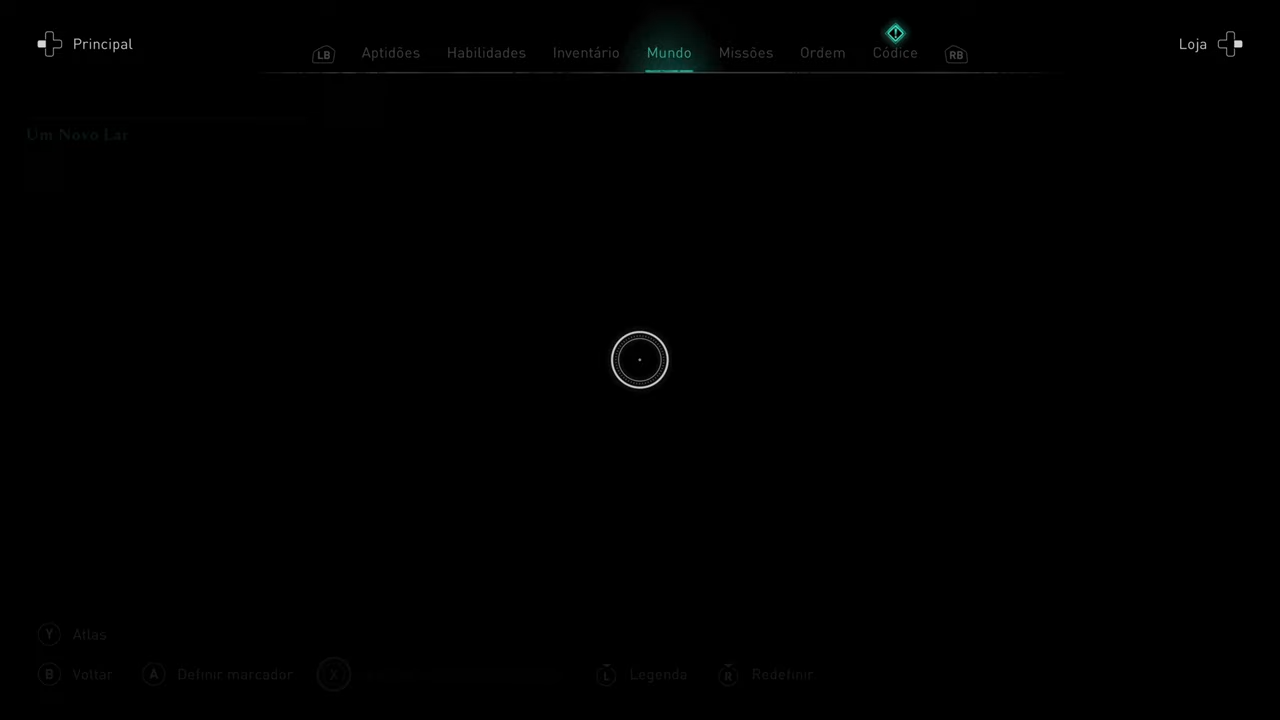 Principal
LB Aptidões Habilidades Inventário Mundo Missões Ordem Códice RB
Loja
Um Novo Lar
Y Atlas
B Voltar A Definir marcador X L Legenda R Redefinir